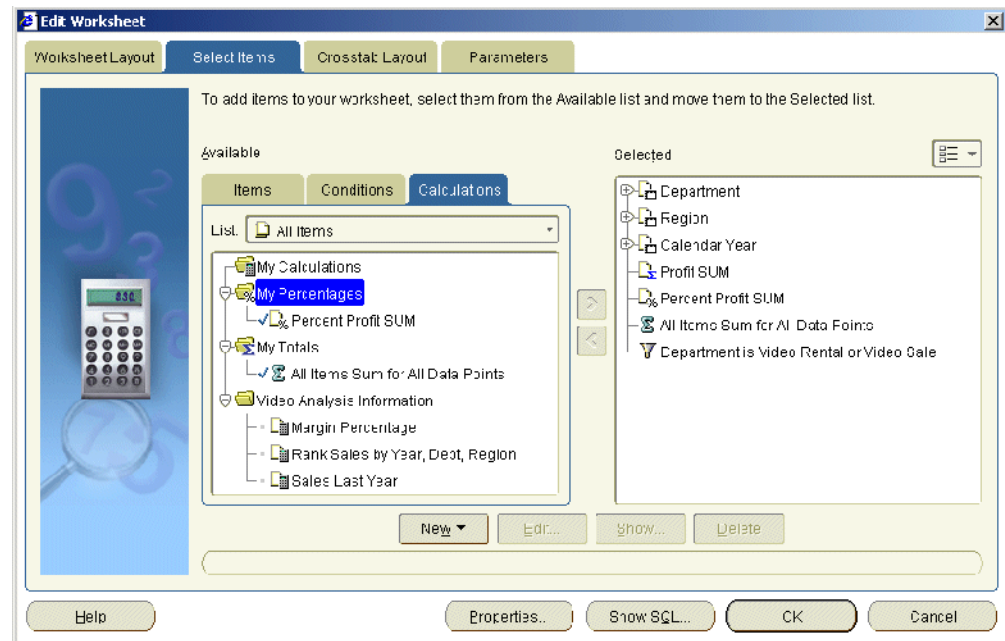 Edit Worksheet
Worksheet Layout
Select Items
Crosstab Layout
Parameters
To add items to your worksheet, select them from the Available list and move them to the Selected list.
Available
Selected
Items
Conditions
Calculations
List:
All Items
My Calculations
My Percentages
Percent Profit SUM
My Totals
All Items Sum for All Data Points
Video Analysis Information
Margin Percentage
Rank Sales by Year, Dept, Region
Sales Last Year
Department
Region
Calendar Year
Profit SUM
Percent Profit SUM
All Items Sum for All Data Points
Department is Video Rental or Video Sale
New
Edit...
Show...
Delete
Help
Properties..
Show SQL...
OK
Cancel